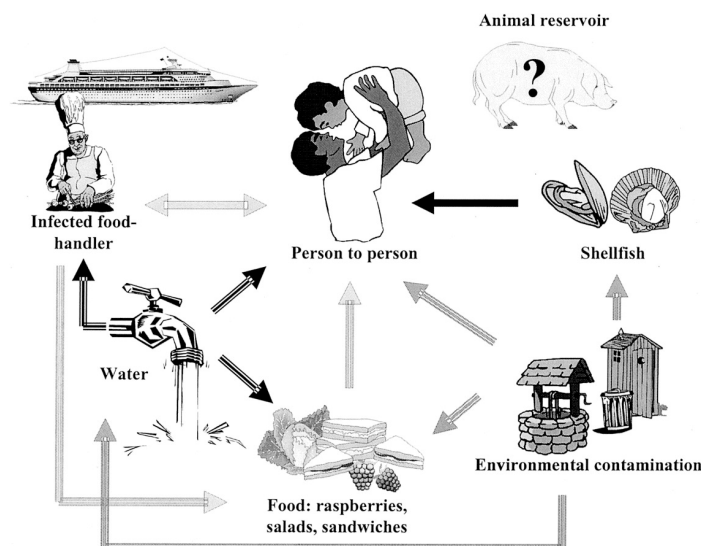 Animal reservoir
?
Infected food-
handler
Person to person
Shellfish
Water
Environmental contamination
Food: raspberries,
salads, sandwiches